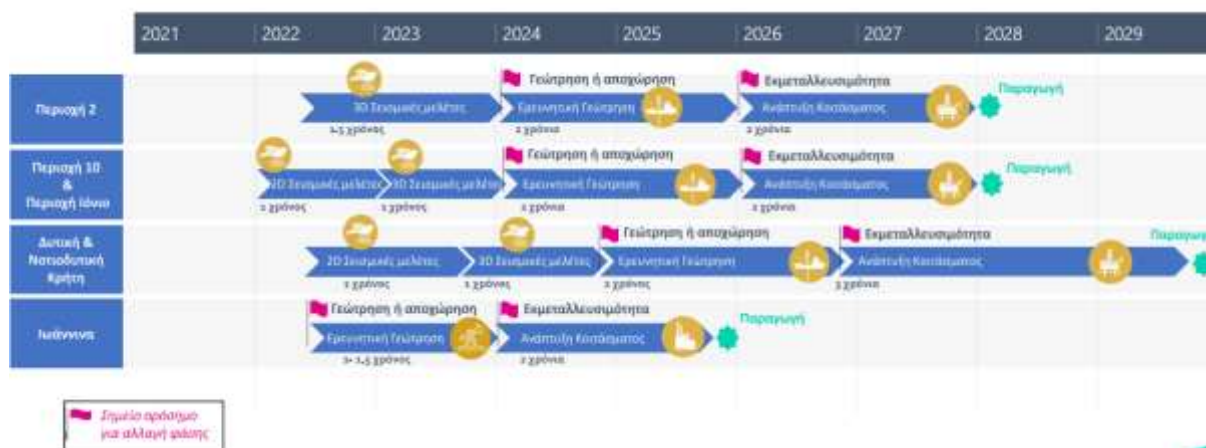 2021 2022 2023 2024 2025 2026 2027 2028 2029
Γεώτρηση ή αποχώρηση Εκμεταλλευσιμότητα Παραγωγή
Περιοχή 2
3D Σεισμικές μελέτες Ερευνητική Γεώτρηση Ανάπτυξη Κοιτάσματος
1,5 χρόνος 2 χρόνια 2 χρόνια
Περιοχή 10
&
Περιοχή Ιόνιο
Γεώτρηση ή αποχώρηση Εκμεταλλευσιμότητα Παραγωγή
2D Σεισμικές μελέτες 3D Σεισμικές μελέτες Ερευνητική Γεώτρηση Ανάπτυξη Κοιτάσματος
1 χρόνος 1 χρόνος 2 χρόνια 2 χρόνια
Δυτική &
Νοτιοδυτική
Κρήτη
Γεώτρηση ή αποχώρηση Εκμεταλλευσιμότητα Παραγωγή
2D Σεισμικές μελέτες 3D Σεισμικές μελέτες Ερευνητική Γεώτρηση Ανάπτυξη Κοιτάσματος
1 χρόνος 1 χρόνος 2 χρόνια 3 χρόνια
Ιωάννινα
Γεώτρηση ή αποχώρηση Εκμεταλλευσιμότητα Παραγωγή
Ερευνητική Γεώτρηση Ανάπτυξη Κοιτάσματος
1- 1,5 χρόνος 2 χρόνια
Σημείο ορόσημο
για αλλαγή φάσης